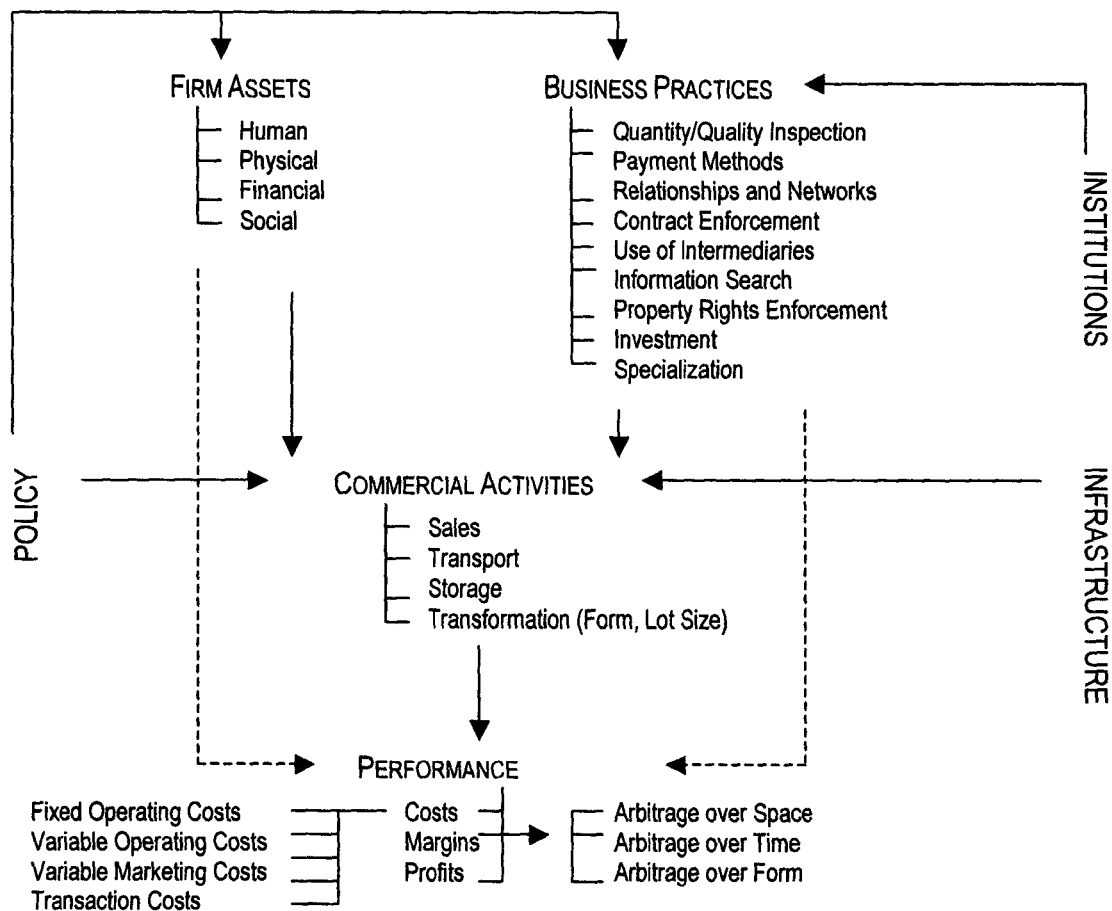 FIRM ASSETS
Human
Physical
Financial
Social
BUSINESS PRACTICES
Quantity/Quality Inspection
Payment Methods
Relationships and Networks
Contract Enforcement
Use of Intermediaries
Information Search
Property Rights Enforcement
Investment
Specialization
INSTITUTIONS
POLICY
COMMERCIAL ACTIVITIES
Sales
Transport
Storage
Transformation (Form, Lot Size)
INFRASTRUCTURE
PERFORMANCE
Fixed Operating Costs
Variable Operating Costs
Variable Marketing Costs
Transaction Costs
Costs
Margins
Profits
Arbitrage over Space
Arbitrage over Time
Arbitrage over Form